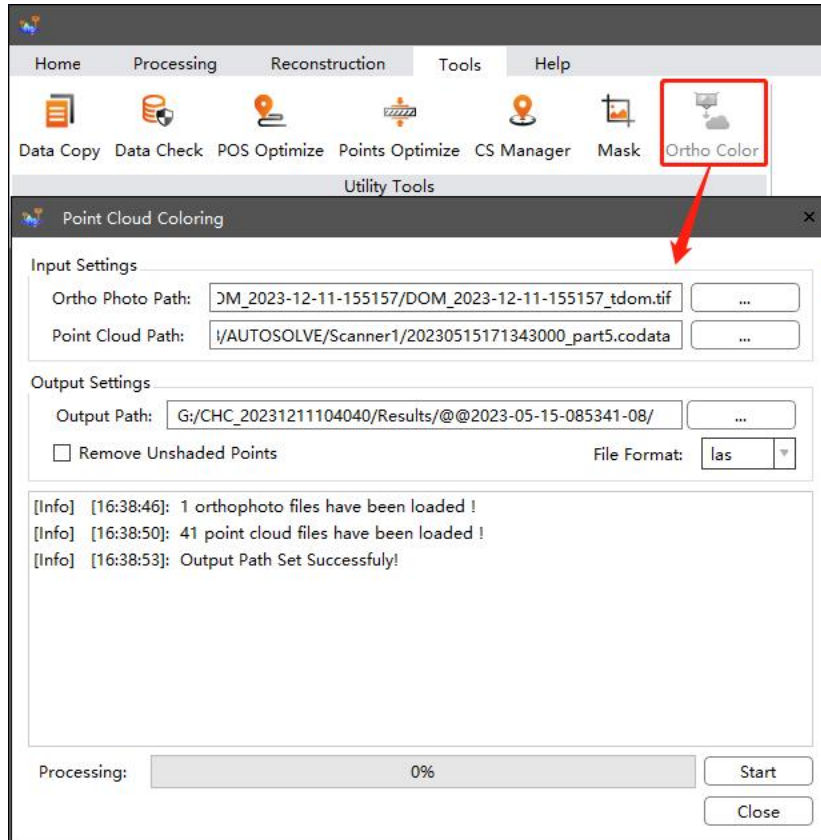 Home Processing Reconstruction Tools Help
Data Copy Data Check POS Optimize Points Optimize CS Manager Mask Ortho Color
Utility Tools
Point Cloud Coloring ×
Input Settings
Ortho Photo Path: OM_2023-12-11-155157/DOM_2023-12-11-155157_tdom.tif ...
Point Cloud Path: /AUTOSOLVE/Scanner1/20230515171343000_part5.codata ...
Output Settings
Output Path: G:/CHC_20231211104040/Results/@@2023-05-15-085341-08/ ...
Remove Unshaded Points File Format: las
[Info] [16:38:46]: 1 orthophoto files have been loaded !
[Info] [16:38:50]: 41 point cloud files have been loaded !
[Info] [16:38:53]: Output Path Set Successfuly!
Processing: 0% Start
Close